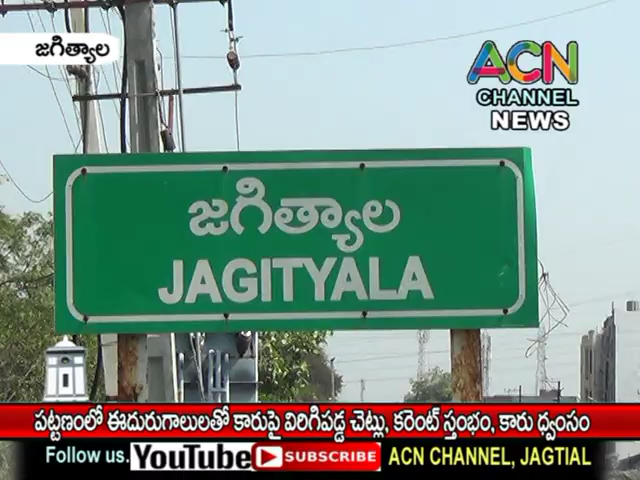 జగిత్యాల
ACN
CHANNEL
NEWS
జగిత్యాల
JAGITYALA
పట్టణంలో ఈదురుగాలులతో కారుపై విరిగిపడ్డ చెట్లు, కరెంట్ స్తంభం, కారు ధ్వంసం
Follow us. YouTube SUBSCRIBE ACN CHANNEL, JAGTIAL